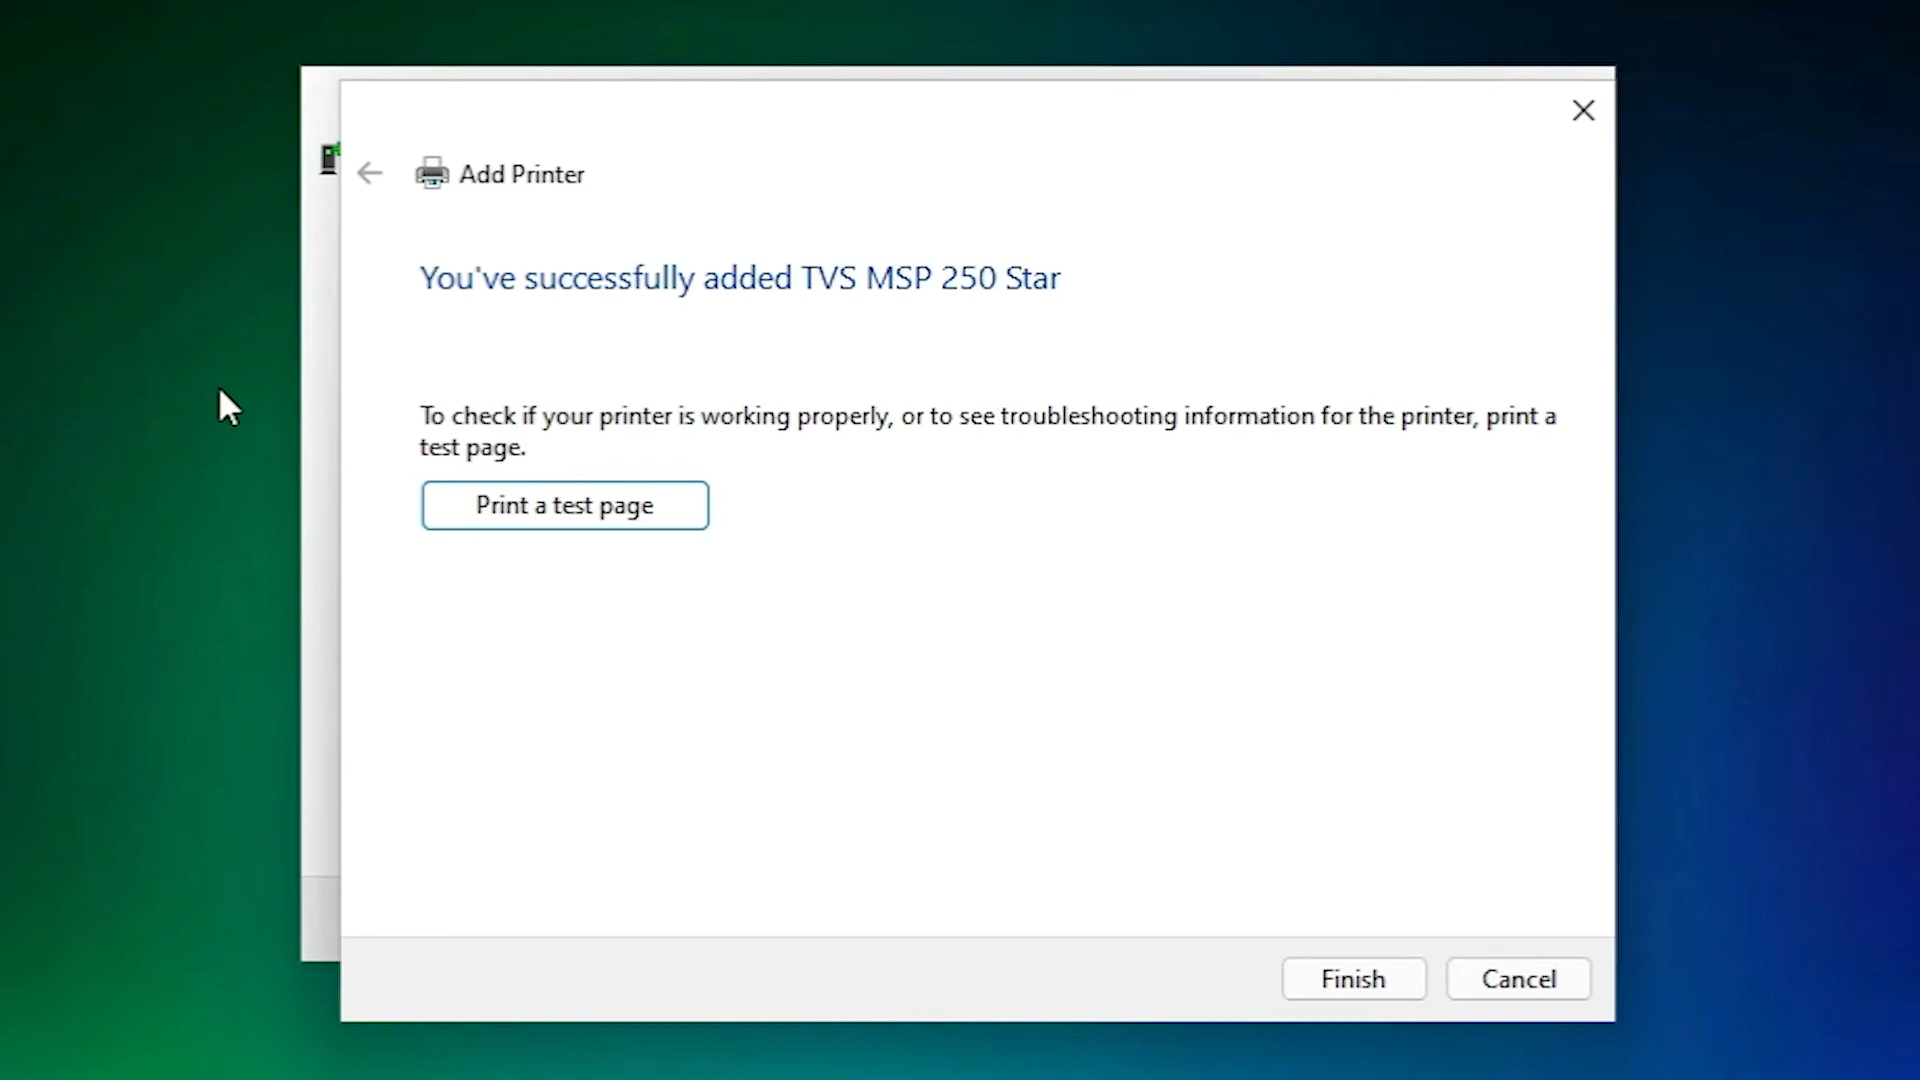 Add Printer
You've successfully added TVS MSP 250 Star
To check if your printer is working properly, or to see troubleshooting information for the printer, print a
test page.
Print a test page
Finish
Cancel